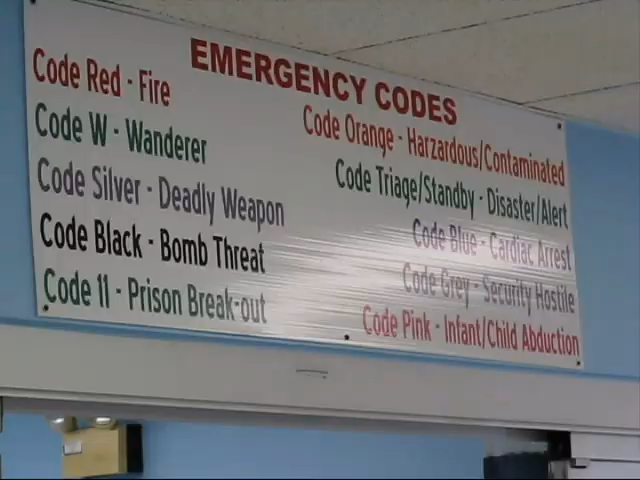 EMERGENCY CODES
Code Red - Fire
Code W - Wanderer
Code Silver - Deadly Weapon
Code Black - Bomb Threat
Code 11 - Prison Break-out
Code Orange - Harzardous/Contaminated
Code Triage/Standby - Disaster/Alert
Code Blue - Cardiac Arrest
Code Grey - Security Hostile
Code Pink - Infant/Child Abduction